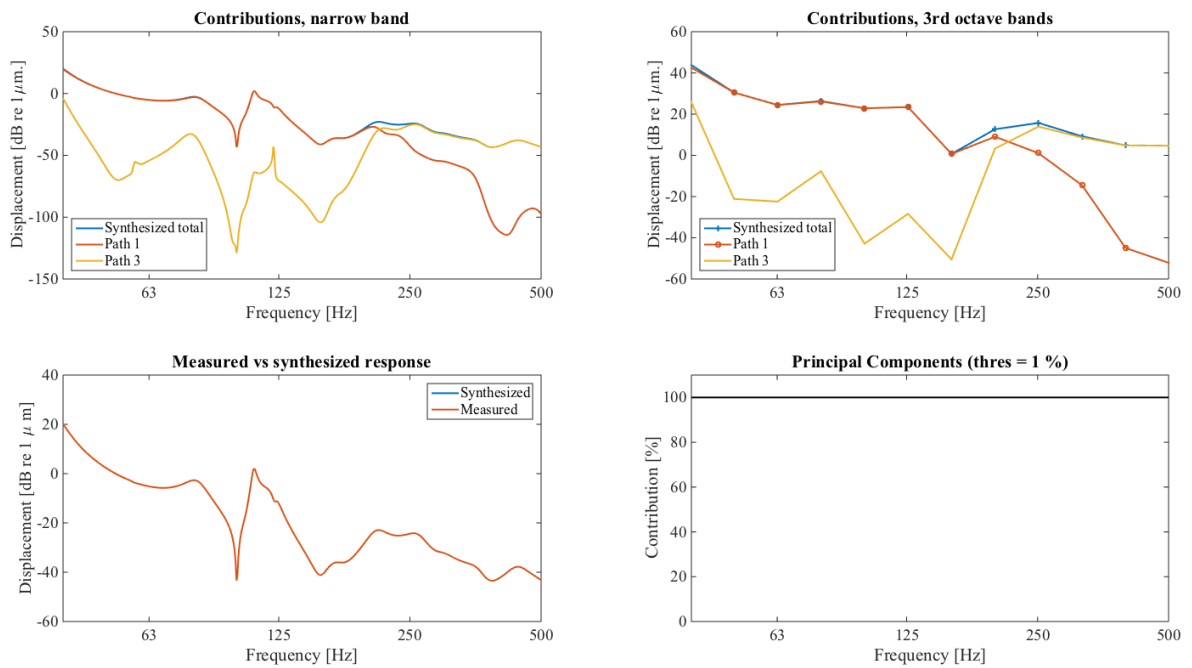 Contributions, narrow band
Displacement [dB re 1μm.]
50
0
-50
-100
-150
Synthesized total
Path 1
Path 3
63
125
250
500
Frequency [Hz]
Contributions, 3rd octave bands
Displacement [dB re 1μm.]
60
40
20
0
-20
-40
-60
Synthesized total
Path 1
Path 3
63
125
250
500
Frequency [Hz]
Measured vs synthesized response
Displacement [dB re 1 μ m]
40
20
0
-20
-40
-60
Synthesized
Measured
63
125
250
500
Frequency [Hz]
Principal Components (thres = 1 %)
Contribution [%]
100
80
60
40
20
0
63
125
250
500
Frequency [Hz]